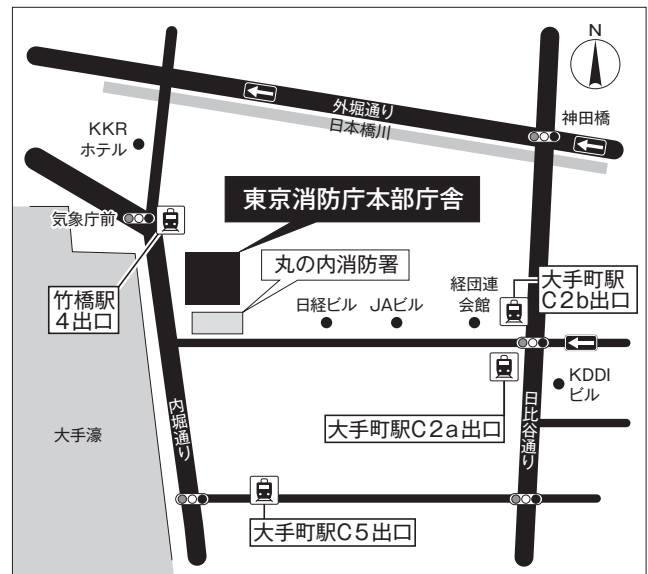 N
外堀通り
日本橋川
神田橋
KKR
ホテル
東京消防庁本部庁舎
気象庁前
丸の内消防署
竹橋駅
4出口
日経ビル
JAビル
経団連
会館
大手町駅
C2b出口
KDDI
ビル
大手町駅C2a出口
内堀通り
日比谷通り
大手濠
大手町駅C5出口